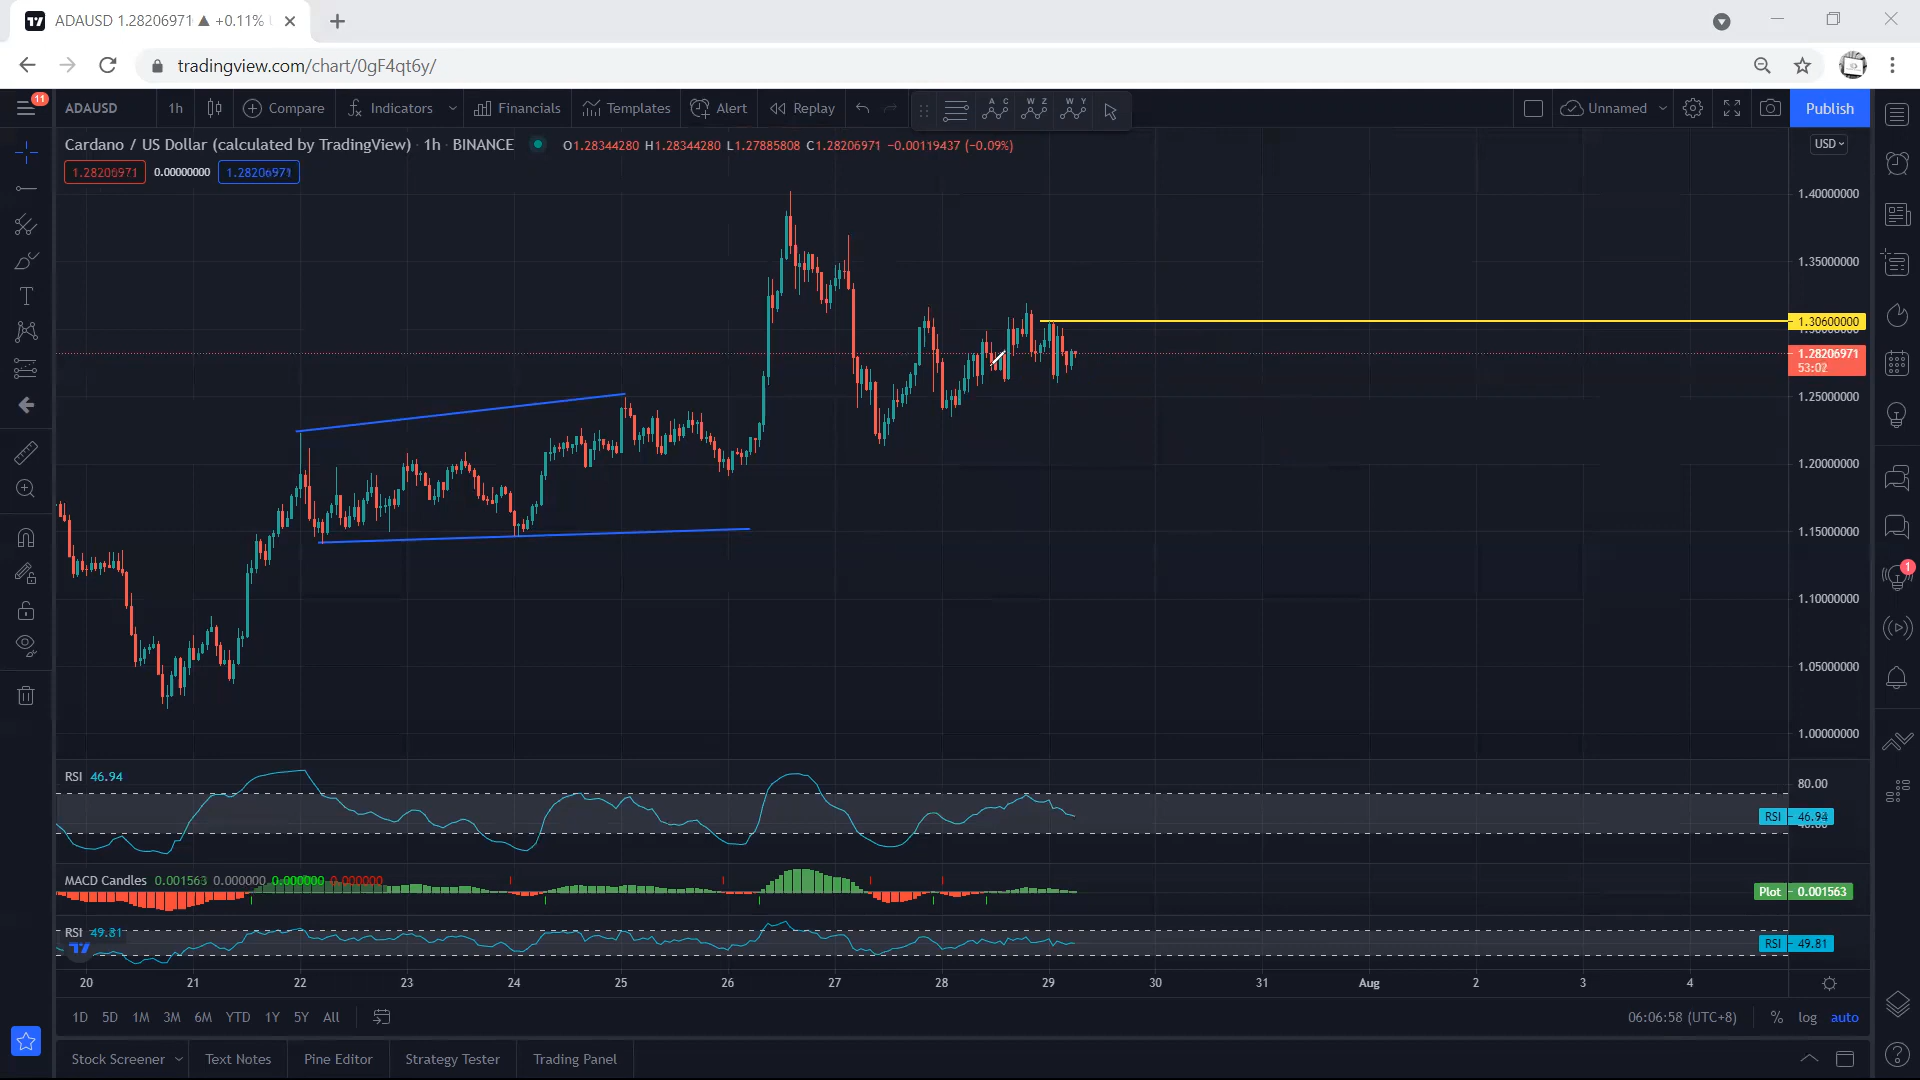 ADAUSD 1.28206971 ▲ +0.11%
tradingview.com/chart/0gF4qt6y/
11
ADAUSD 1h Compare Indicators Financials Templates Alert Replay Unnamed Publish
A C W Z W Y
Cardano / US Dollar (calculated by TradingView) 1h · BINANCE O1.28344280 H1.28344280 L1.27885808 C1.28206971 −0.00119437 (−0.09%)
USD
1.28206971 0.00000000 1.28206971
1.40000000
1.35000000
1.30600000
1.28206971
53:02
1.25000000
1.20000000
1.15000000
1.10000000
1
1.05000000
1.00000000
RSI 46.94
80.00
RSI 46.94
MACD Candles 0.001563 0.000000 0.000000 0.000000
Plot 0.001563
RSI 49.81
RSI 49.81
20 21 22 23 24 25 26 27 28 29 30 31 Aug 2 3 4
1D 5D 1M 3M 6M YTD 1Y 5Y All 06:06:58 (UTC+8) % log auto
Stock Screener Text Notes Pine Editor Strategy Tester Trading Panel